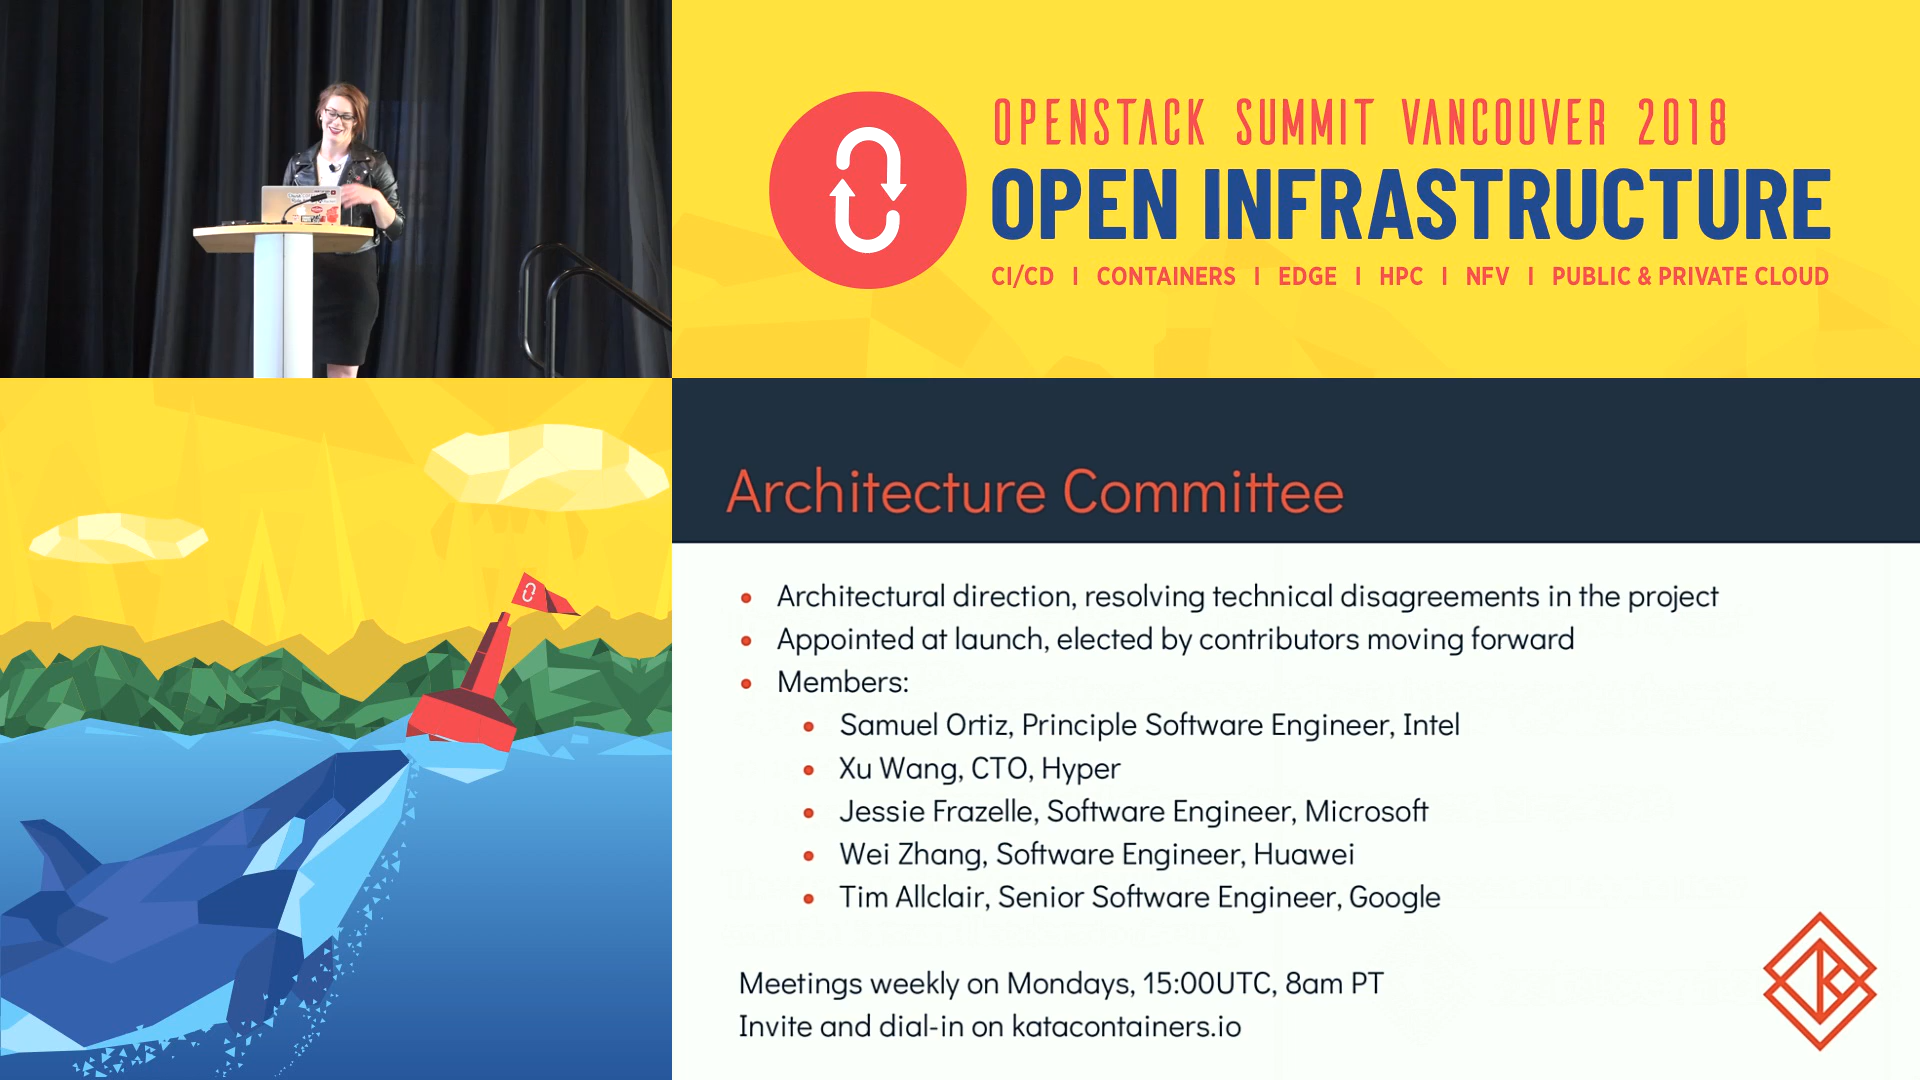 OPENSTACK SUMMIT VANCOUVER 2018
OPEN INFRASTRUCTURE
CI/CD | CONTAINERS | EDGE | HPC | NFV | PUBLIC & PRIVATE CLOUD
Architecture Committee
Architectural direction, resolving technical disagreements in the project
Appointed at launch, elected by contributors moving forward
Members:
Samuel Ortiz, Principle Software Engineer, Intel
Xu Wang, CTO, Hyper
Jessie Frazelle, Software Engineer, Microsoft
Wei Zhang, Software Engineer, Huawei
Tim Allclair, Senior Software Engineer, Google
Meetings weekly on Mondays, 15:00UTC, 8am PT
Invite and dial-in on katacontainers.io